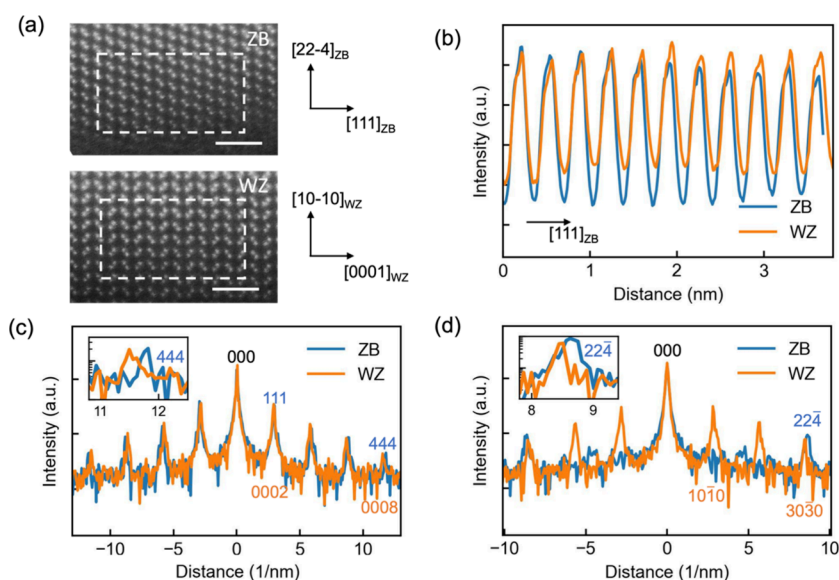 (a)
ZB
[22-4]ZB
[111]ZB
WZ
[10-10]WZ
[0001]WZ
(b)
Intensity (a.u.)
ZB
WZ
[111]ZB
0 1 2 3
Distance (nm)
(c)
Intensity (a.u.)
444
11 12
000
ZB
WZ
111
444
0002
0008
−10 −5 0 5 10
Distance (1/nm)
(d)
Intensity (a.u.)
224̄
8 9
000
ZB
WZ
224̄
101̄0
303̄0
−10 −5 0 5 10
Distance (1/nm)